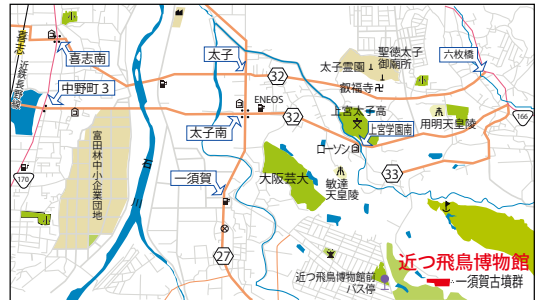 小
喜志
喜志南
近鉄長野線
中野町3
170
小
富田林中小企業団地
石川
太子
32
ENEOS
太子南
32
一須賀
27
太子霊園
聖徳太子
御廟所
叡福寺
小
六枚橋
166
上宮太子高
上宮学園南
用明天皇陵
ローソン
33
大阪芸大
敏達
天皇陵
近つ飛鳥博物館
一須賀古墳群
近つ飛鳥博物館前
バス停